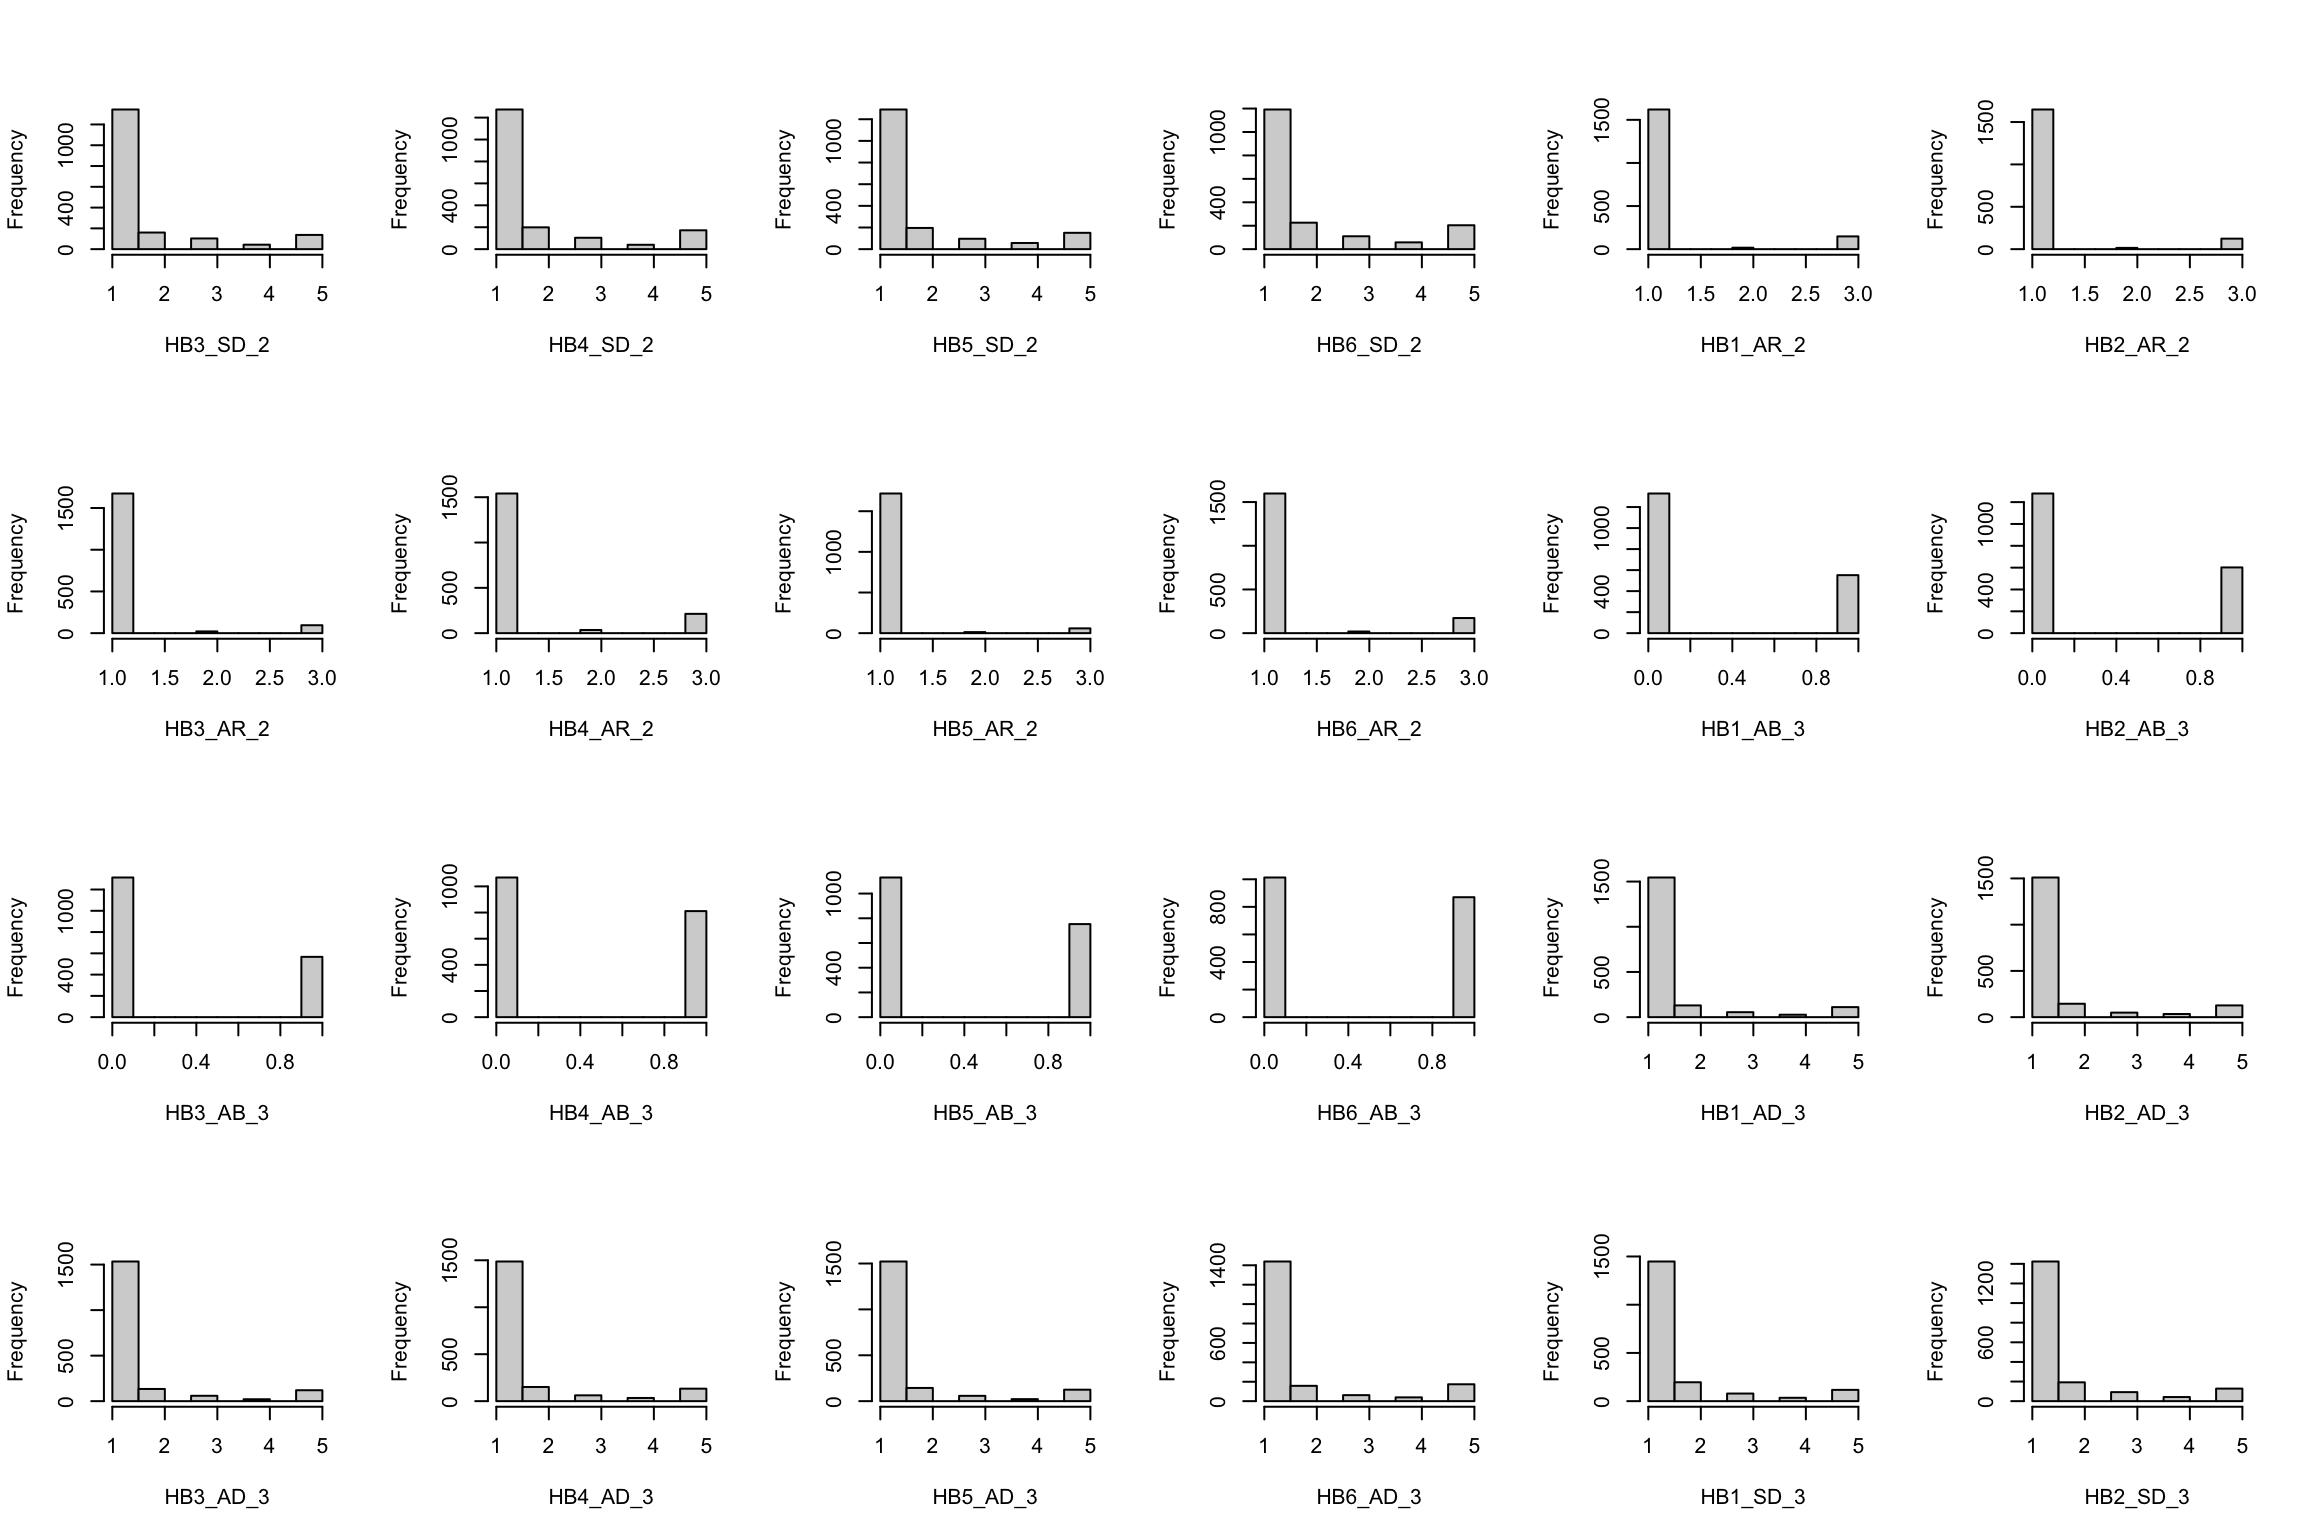 Frequency
0 400 1000
1 2 3 4 5
HB3_SD_2
Frequency
0 400 1000
1 2 3 4 5
HB4_SD_2
Frequency
0 400 1000
1 2 3 4 5
HB5_SD_2
Frequency
0 400 1000
1 2 3 4 5
HB6_SD_2
Frequency
0 500 1500
1.0 1.5 2.0 2.5 3.0
HB1_AR_2
Frequency
0 500 1500
1.0 1.5 2.0 2.5 3.0
HB2_AR_2
Frequency
0 500 1500
1.0 1.5 2.0 2.5 3.0
HB3_AR_2
Frequency
0 500 1500
1.0 1.5 2.0 2.5 3.0
HB4_AR_2
Frequency
0 1000
1.0 1.5 2.0 2.5 3.0
HB5_AR_2
Frequency
0 500 1500
1.0 1.5 2.0 2.5 3.0
HB6_AR_2
Frequency
0 400 1000
0.0 0.4 0.8
HB1_AB_3
Frequency
0 400 1000
0.0 0.4 0.8
HB2_AB_3
Frequency
0 400 1000
0.0 0.4 0.8
HB3_AB_3
Frequency
0 400 1000
0.0 0.4 0.8
HB4_AB_3
Frequency
0 400 1000
0.0 0.4 0.8
HB5_AB_3
Frequency
0 400 800
0.0 0.4 0.8
HB6_AB_3
Frequency
0 500 1500
1 2 3 4 5
HB1_AD_3
Frequency
0 500 1500
1 2 3 4 5
HB2_AD_3
Frequency
0 500 1500
1 2 3 4 5
HB3_AD_3
Frequency
0 500 1500
1 2 3 4 5
HB4_AD_3
Frequency
0 500 1500
1 2 3 4 5
HB5_AD_3
Frequency
0 600 1400
1 2 3 4 5
HB6_AD_3
Frequency
0 500 1500
1 2 3 4 5
HB1_SD_3
Frequency
0 600 1200
1 2 3 4 5
HB2_SD_3